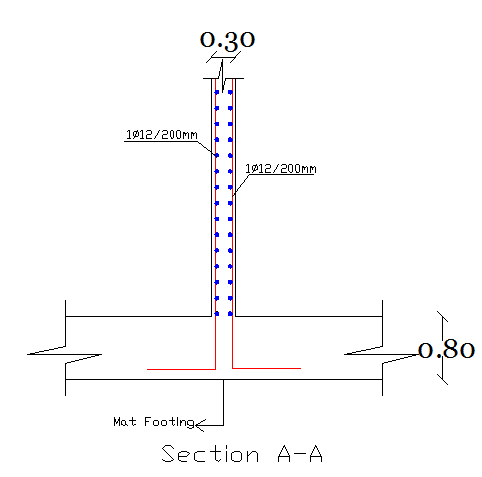 0.30
1Ø12/200mm
1Ø12/200mm
0.80
Mat Footing
Section A-A